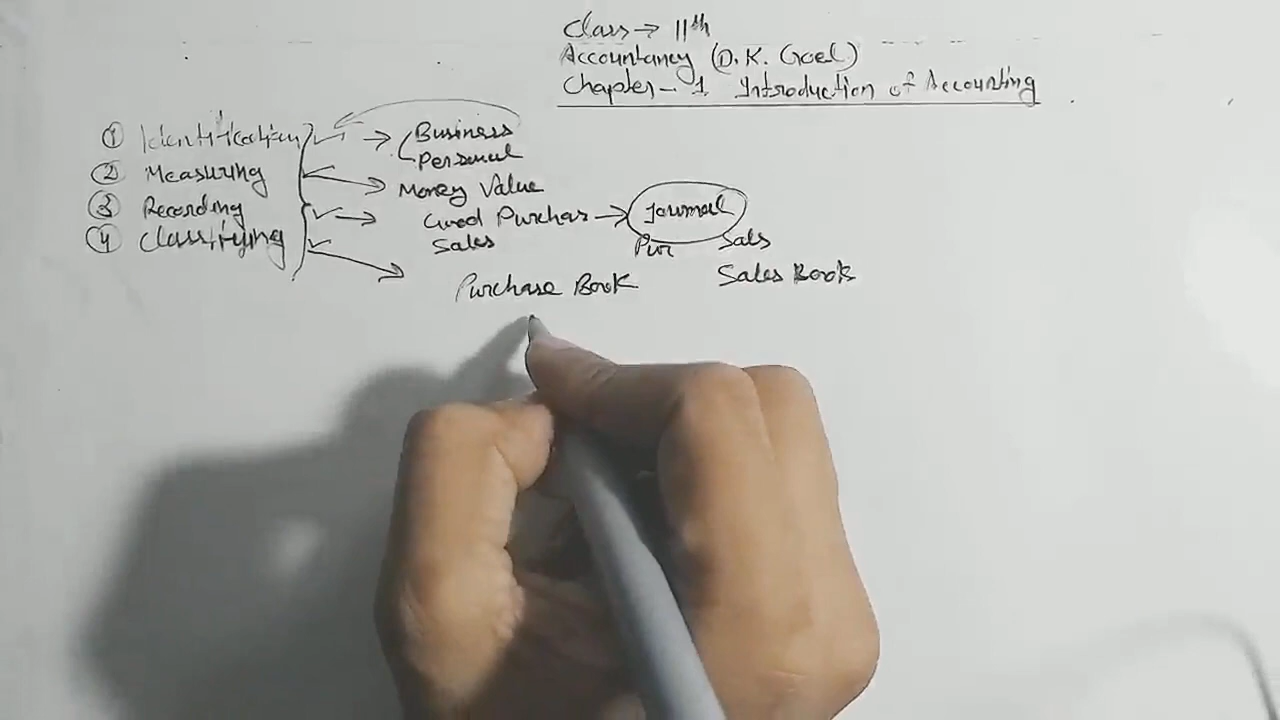 Class → 11th
Accountancy (D. K. Goel)
Chapter - 1. Introduction of Accounting
① Identification → Business
Personal
② Measuring → Money Value
③ Recording → Good Purchas → Journal
④ Classifying → Sales Pur Sals
Purchase Book Sales Book